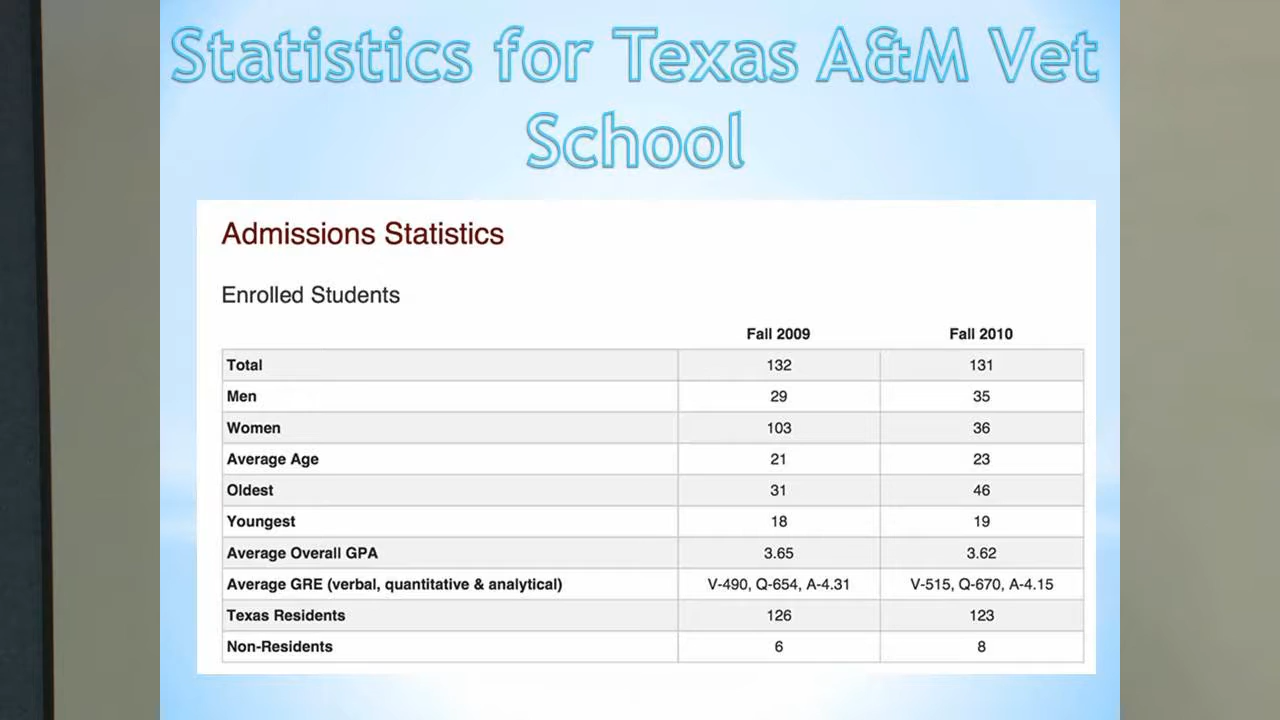 Statistics for Texas A&M Vet
School
Admissions Statistics
Enrolled Students
Fall 2009 Fall 2010
Total 132 131
Men 29 35
Women 103 36
Average Age 21 23
Oldest 31 46
Youngest 18 19
Average Overall GPA 3.65 3.62
Average GRE (verbal, quantitative & analytical) V-490, Q-654, A-4.31 V-515, Q-670, A-4.15
Texas Residents 126 123
Non-Residents 6 8